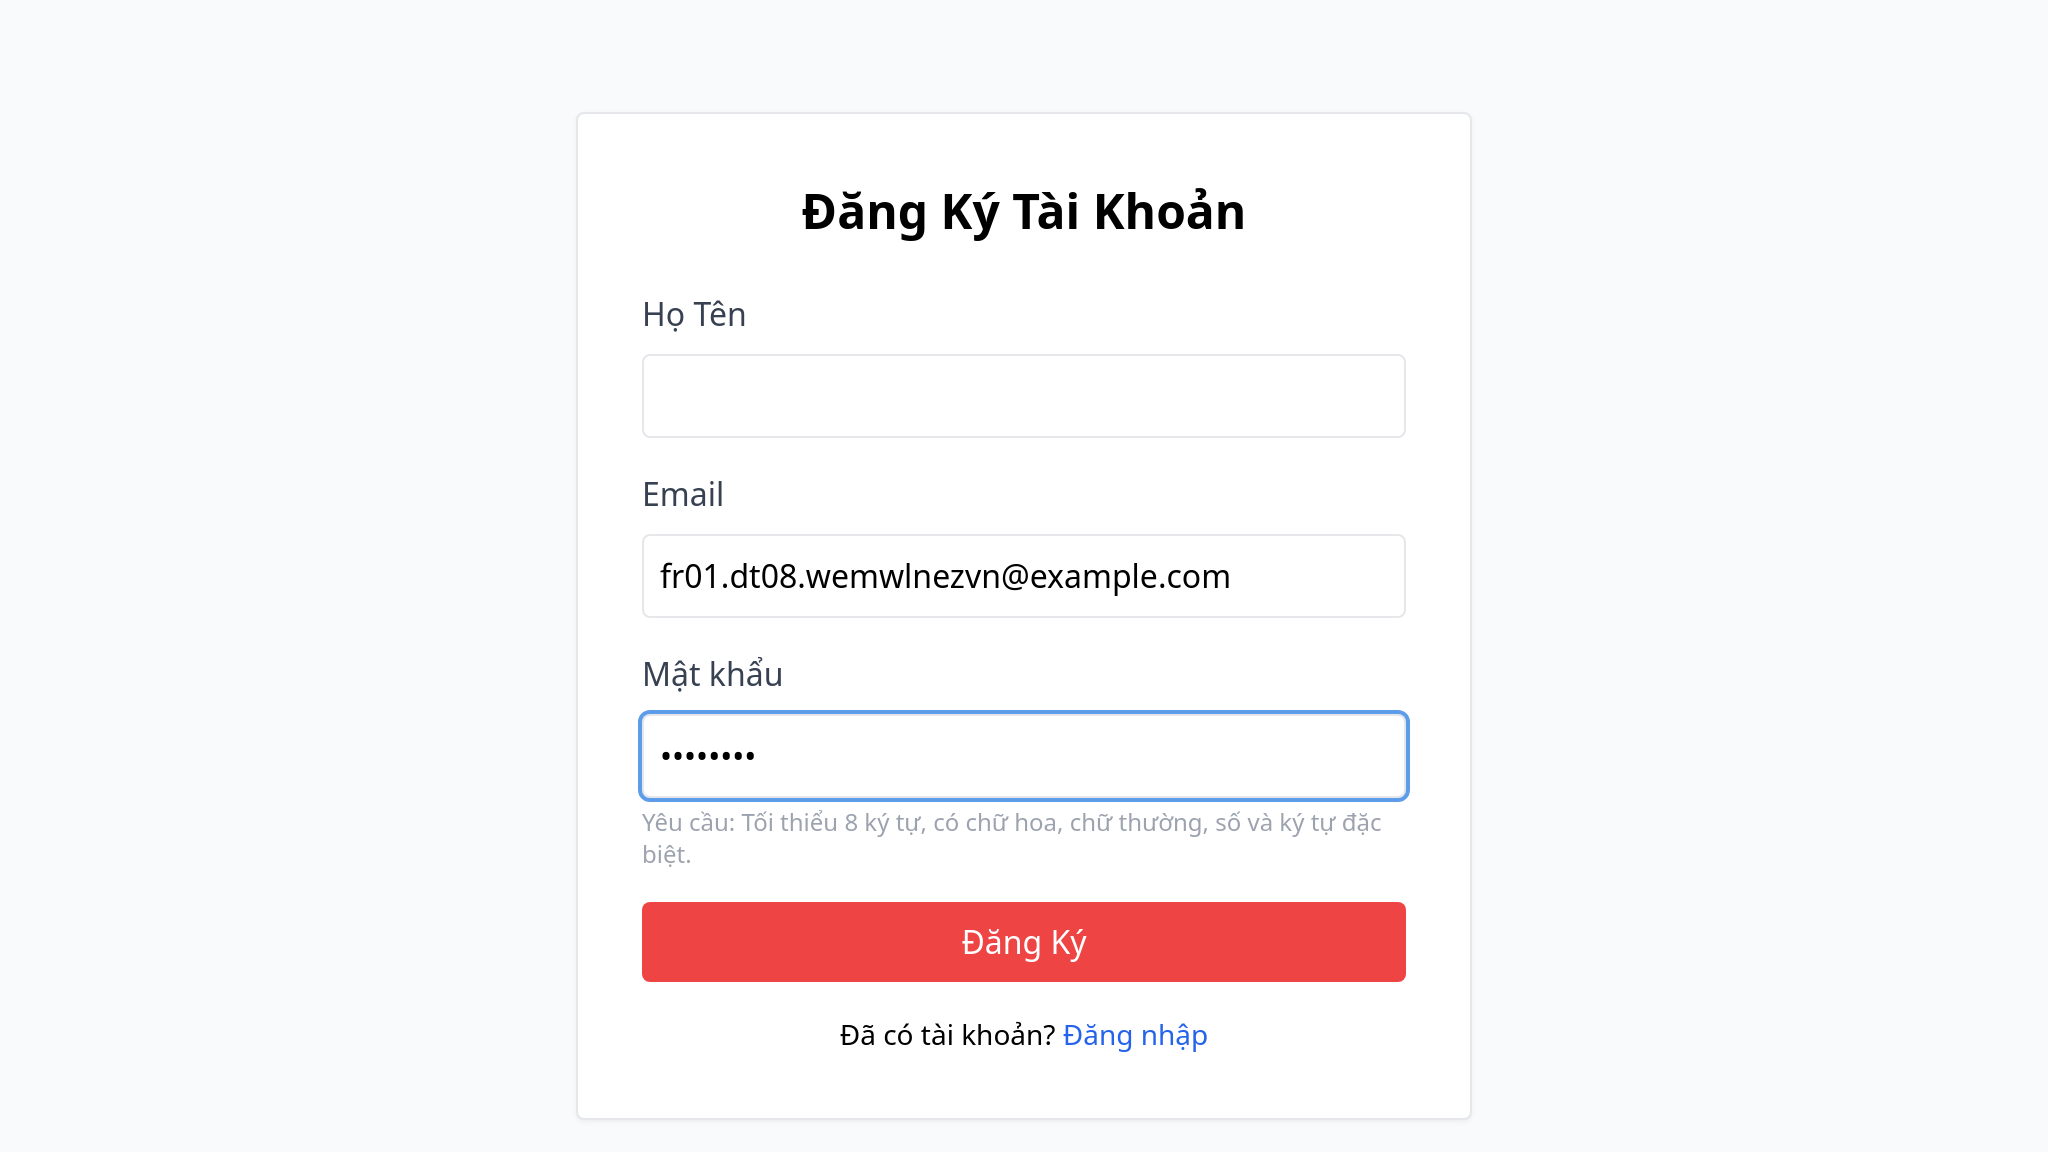 Đăng Ký Tài Khoản
Họ Tên
Email
fr01.dt08.wemwlnezvn@example.com
Mật khẩu
••••••••
Yêu cầu: Tối thiểu 8 ký tự, có chữ hoa, chữ thường, số và ký tự đặc
biệt.
Đăng Ký
Đã có tài khoản? Đăng nhập